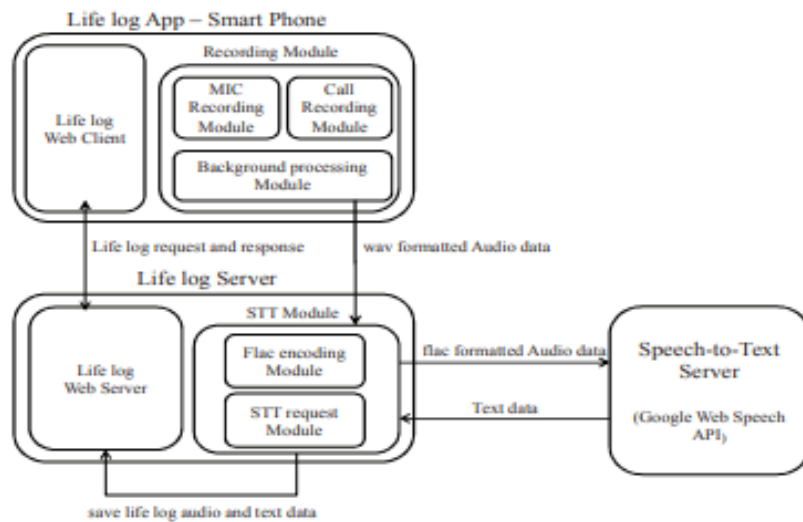 Life log App – Smart Phone
Recording Module
Life log
Web Client
MIC
Recording
Module
Call
Recording
Module
Background processing
Module
Life log request and response
wav formatted Audio data
Life log Server
STT Module
Life log
Web Server
Flac encoding
Module
STT request
Module
flac formatted Audio data
Text data
Speech-to-Text
Server
(Google Web Speech
API)
save life log audio and text data